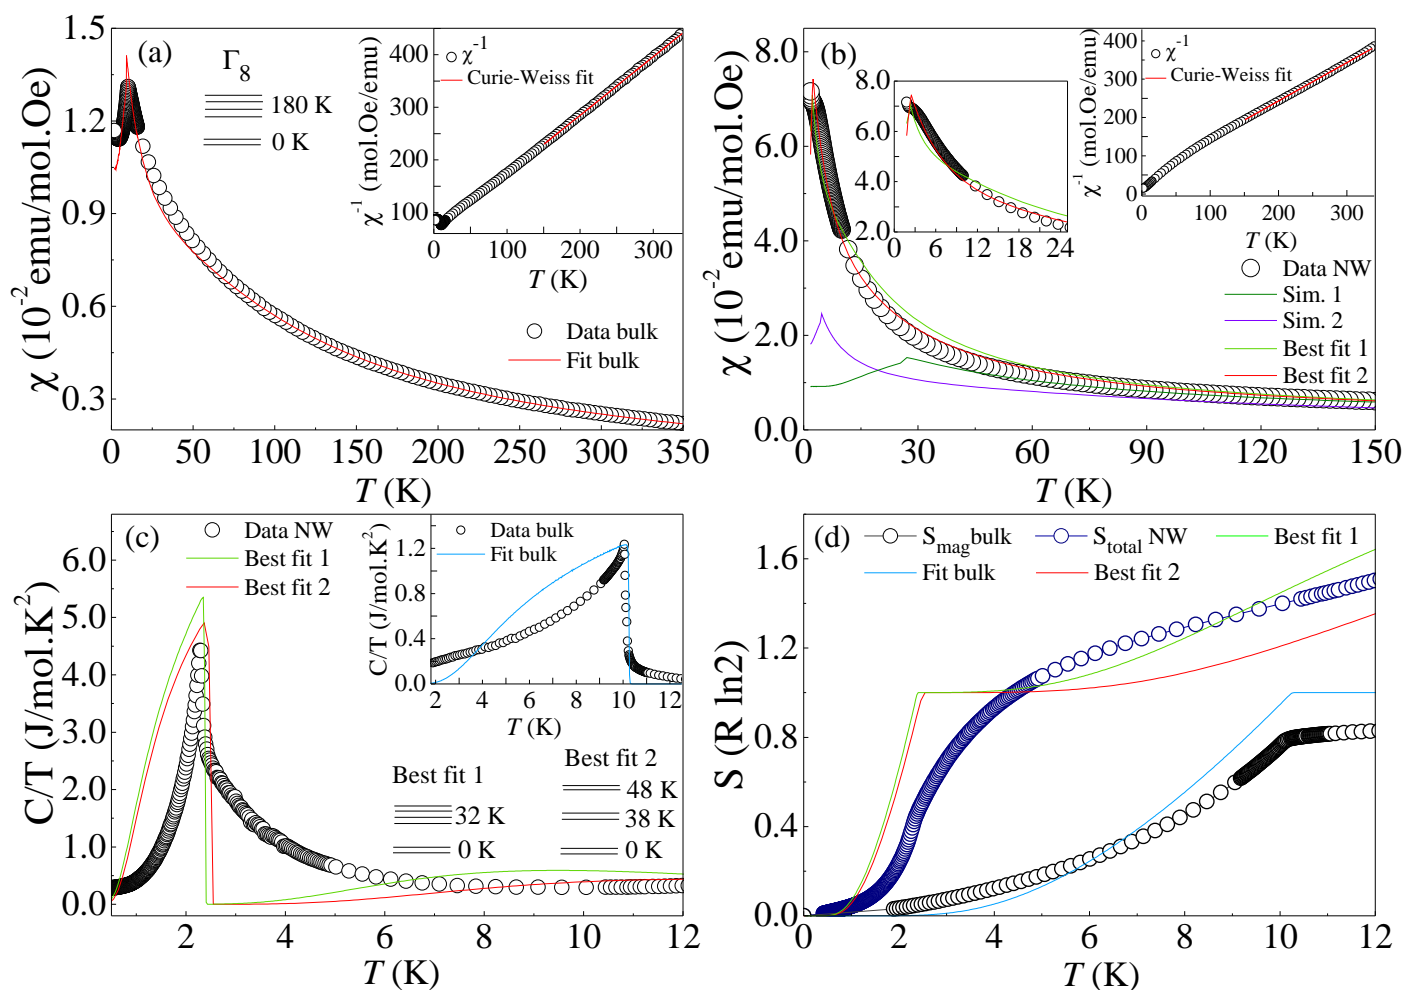 (a)
Γ8
180 K
0 K
χ-1
Curie-Weiss fit
χ-1 (mol.Oe/emu)
400
300
200
100
0 100 200 300
T (K)
Data bulk
Fit bulk
χ (10-2 emu/mol.Oe)
1.5
1.2
0.9
0.6
0.3
0 50 100 150 200 250 300 350
T (K)
(b)
χ-1
Curie-Weiss fit
χ-1 (mol.Oe/emu)
400
300
200
100
0
0 100 200 300
T (K)
8.0
6.0
4.0
2.0
6 12 18 24
Data NW
Sim. 1
Sim. 2
Best fit 1
Best fit 2
χ (10-2 emu/mol.Oe)
8.0
6.0
4.0
2.0
0.0
0 30 60 90 120 150
T (K)
(c)
Data NW
Best fit 1
Best fit 2
Data bulk
Fit bulk
C/T (J/mol.K2)
1.2
0.8
0.4
0.0
2 4 6 8 10 12
T (K)
Best fit 1
32 K
0 K
Best fit 2
48 K
38 K
0 K
C/T (J/mol.K2)
6.0
5.0
4.0
3.0
2.0
1.0
0.0
2 4 6 8 10 12
T (K)
(d)
Smag bulk
Stotal NW
Best fit 1
Fit bulk
Best fit 2
S (R ln2)
1.6
1.2
0.8
0.4
0.0
0 2 4 6 8 10 12
T (K)